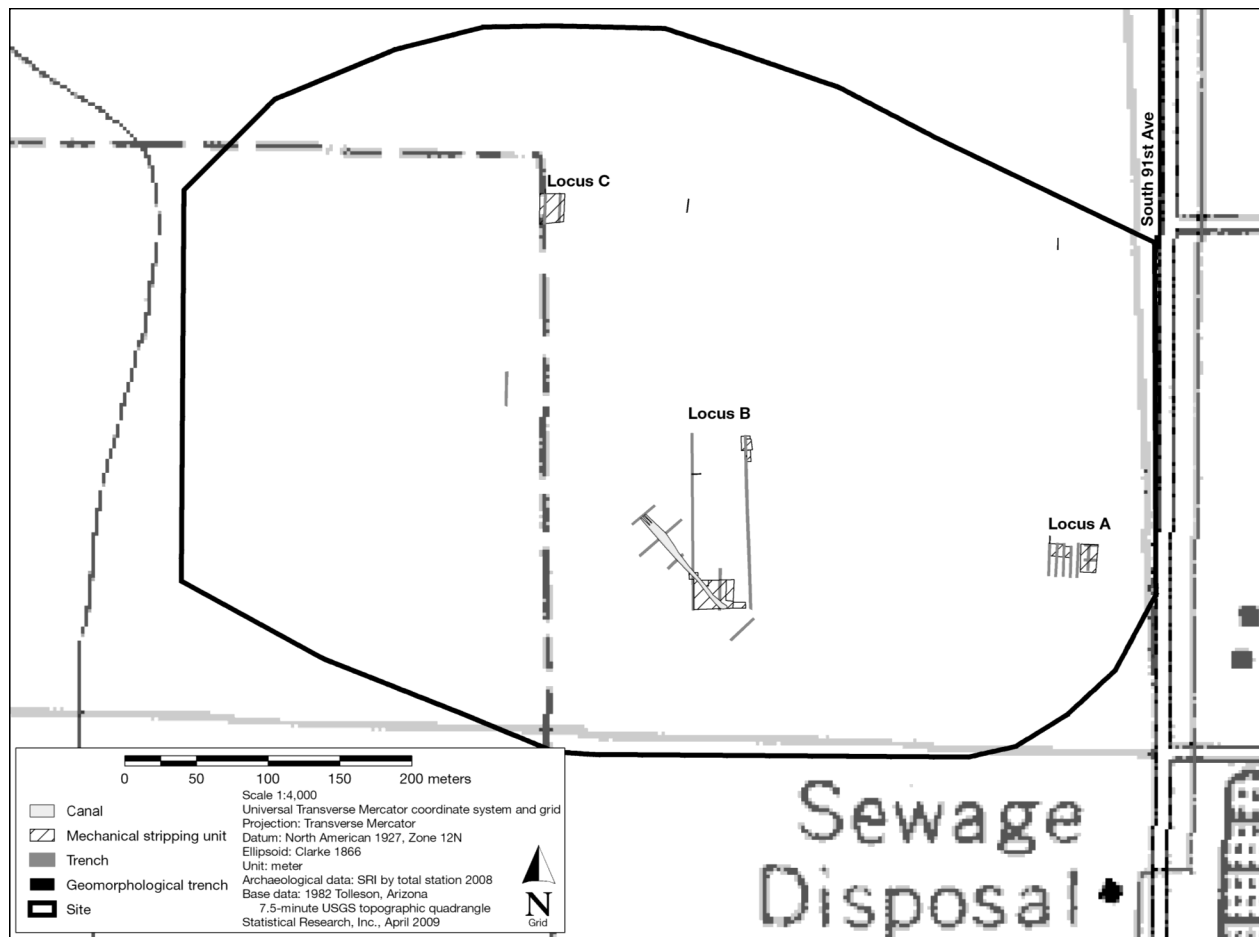 South 91st Ave
Locus C
Locus B
Locus A
0 50 100 150 200 meters
Canal
Mechanical stripping unit
Trench
Geomorphological trench
Site
Scale 1:4,000
Universal Transverse Mercator coordinate system and grid
Projection: Transverse Mercator
Datum: North American 1927, Zone 12N
Ellipsoid: Clarke 1866
Unit: meter
Archaeological data: SRI by total station 2008
Base data: 1982 Tolleson, Arizona
7.5-minute USGS topographic quadrangle
Statistical Research, Inc., April 2009
N
Grid
Sewage
Disposal